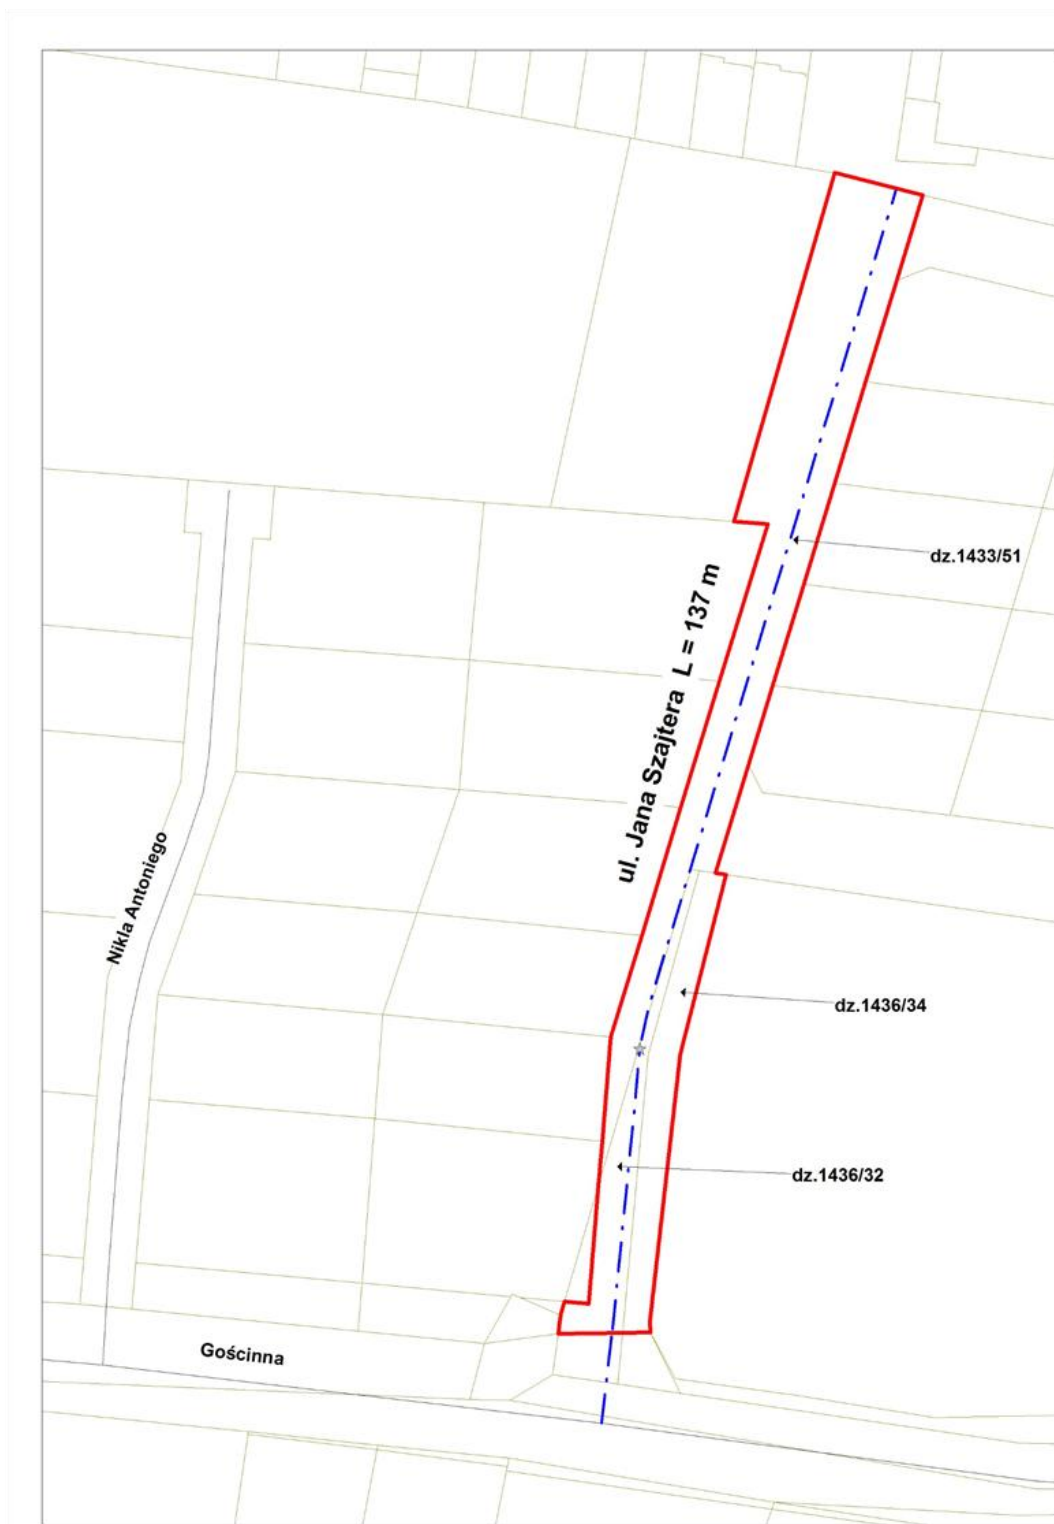 dz.1433/51
ul. Jana Szajtera L = 137 m
Nikla Antoniego
dz.1436/34
dz.1436/32
Gościnna